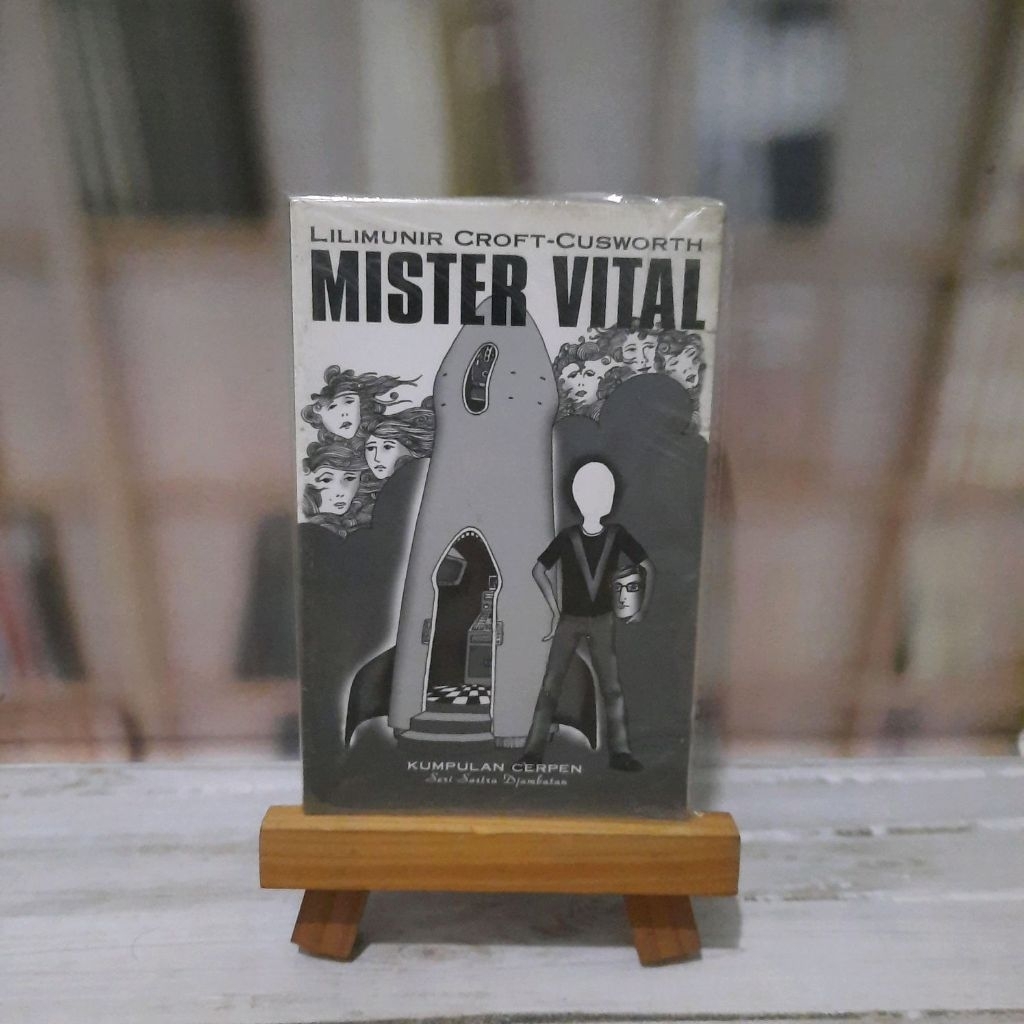 LILIMUNIR CROFT-CUSWORTH
MISTER VITAL
KUMPULAN CERPEN
Seri Sastra Djambatan